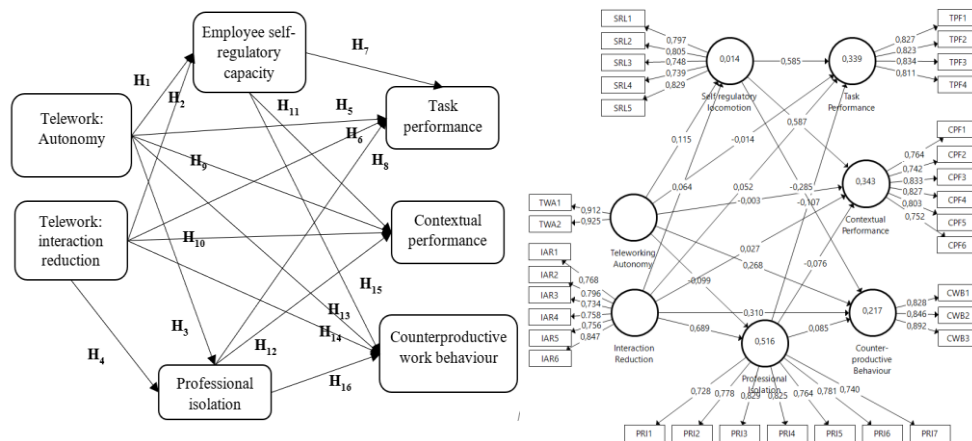 Employee self-
regulatory
capacity
H7
H1
H2
H11
Telework:
Autonomy
H5
Task
performance
H6
H8
H9
Telework:
interaction
reduction
H10
Contextual
performance
H15
H3
H13
H14
H4
H12
Counterproductive
work behaviour
Professional
isolation
H16
SRL1
SRL2
SRL3
SRL4
SRL5
0,797
0,805
0,748
0,739
0,829
0,014
Self regulatory
locomotion
0,585
0,339
Task
Performance
0,827
0,823
0,834
0,811
TPF1
TPF2
TPF3
TPF4
0,587
0,115
-0,014
0,064
0,052
-0,003
-0,285
-0,107
0,343
Contextual
Performance
0,764
0,742
0,833
0,827
0,803
0,752
CPF1
CPF2
CPF3
CPF4
CPF5
CPF6
TWA1
TWA2
0,912
0,925
Teleworking
Autonomy
0,027
0,268
-0,076
-0,099
IAR1
IAR2
IAR3
IAR4
IAR5
IAR6
0,768
0,796
0,734
0,758
0,756
0,847
Interaction
Reduction
0,310
0,689
0,085
0,217
Counter-
productive
Behaviour
0,828
0,846
0,892
CWB1
CWB2
CWB3
0,516
Professional
Isolation
0,728
0,778
0,829
0,825
0,764
0,781
0,740
PRI1
PRI2
PRI3
PRI4
PRI5
PRI6
PRI7